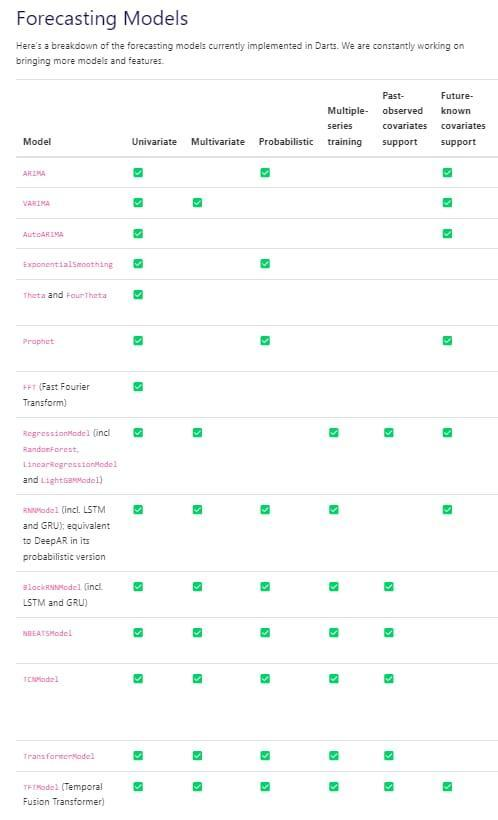 Forecasting Models
Here's a breakdown of the forecasting models currently implemented in Darts. We are constantly working on
bringing more models and features.
Model Univariate Multivariate Probabilistic Multiple-series training Past-observed covariates support Future-known covariates support
ARIMA ✅ ✅ ✅
VARIMA ✅ ✅ ✅
AutoARIMA ✅ ✅
ExponentialSmoothing ✅ ✅
Theta and FourTheta ✅
Prophet ✅ ✅ ✅
FFT (Fast Fourier ✅
Transform)
RegressionModel (incl ✅ ✅ ✅ ✅ ✅
RandomForest,
LinearRegressionModel
and LightGBMModel)
RNNModel (incl. LSTM ✅ ✅ ✅ ✅ ✅
and GRU); equivalent
to DeepAR in its
probabilistic version
BlockRNNModel (incl. ✅ ✅ ✅ ✅ ✅
LSTM and GRU)
NBEATSModel ✅ ✅ ✅ ✅ ✅
TCNModel ✅ ✅ ✅ ✅ ✅
TransformerModel ✅ ✅ ✅ ✅ ✅
TFTModel (Temporal ✅ ✅ ✅ ✅ ✅ ✅
Fusion Transformer)